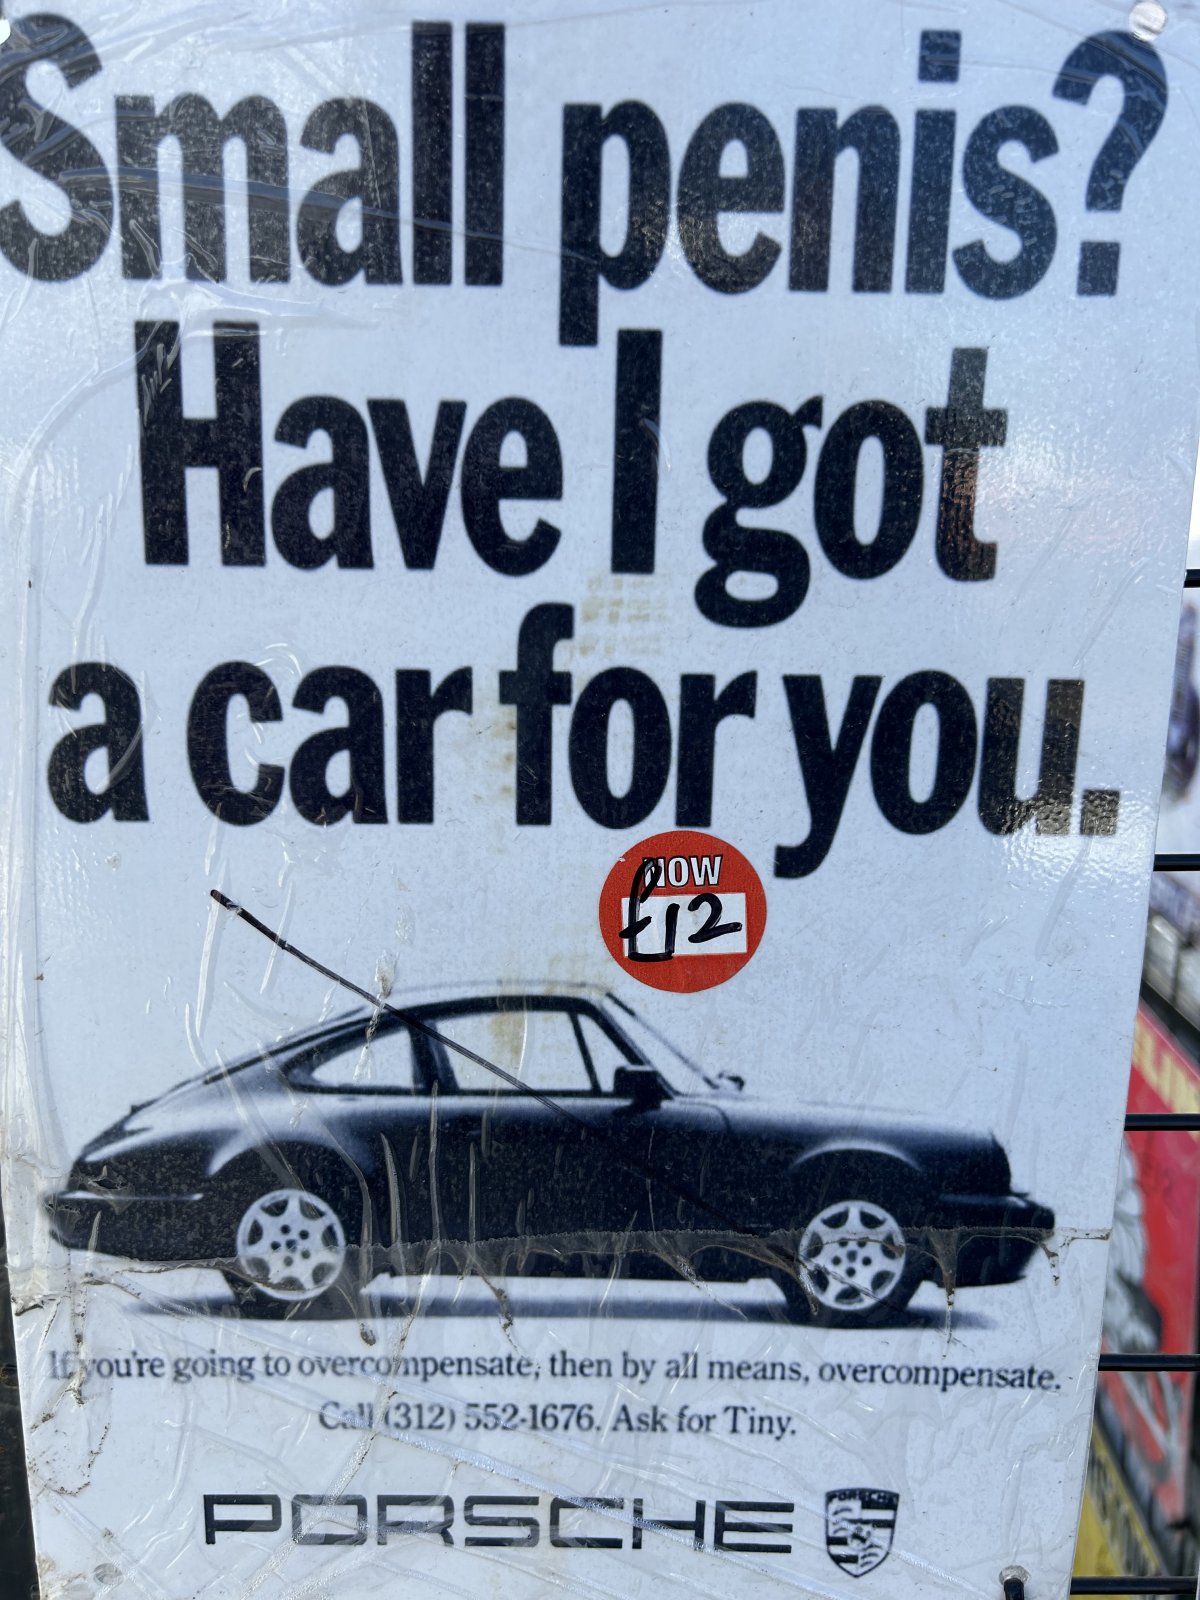 Small penis?
Have I got
a car for you.
NOW
£12
If you're going to overcompensate, then by all means, overcompensate.
Call (312) 552-1676. Ask for Tiny.
PORSCHE
PORSCHE